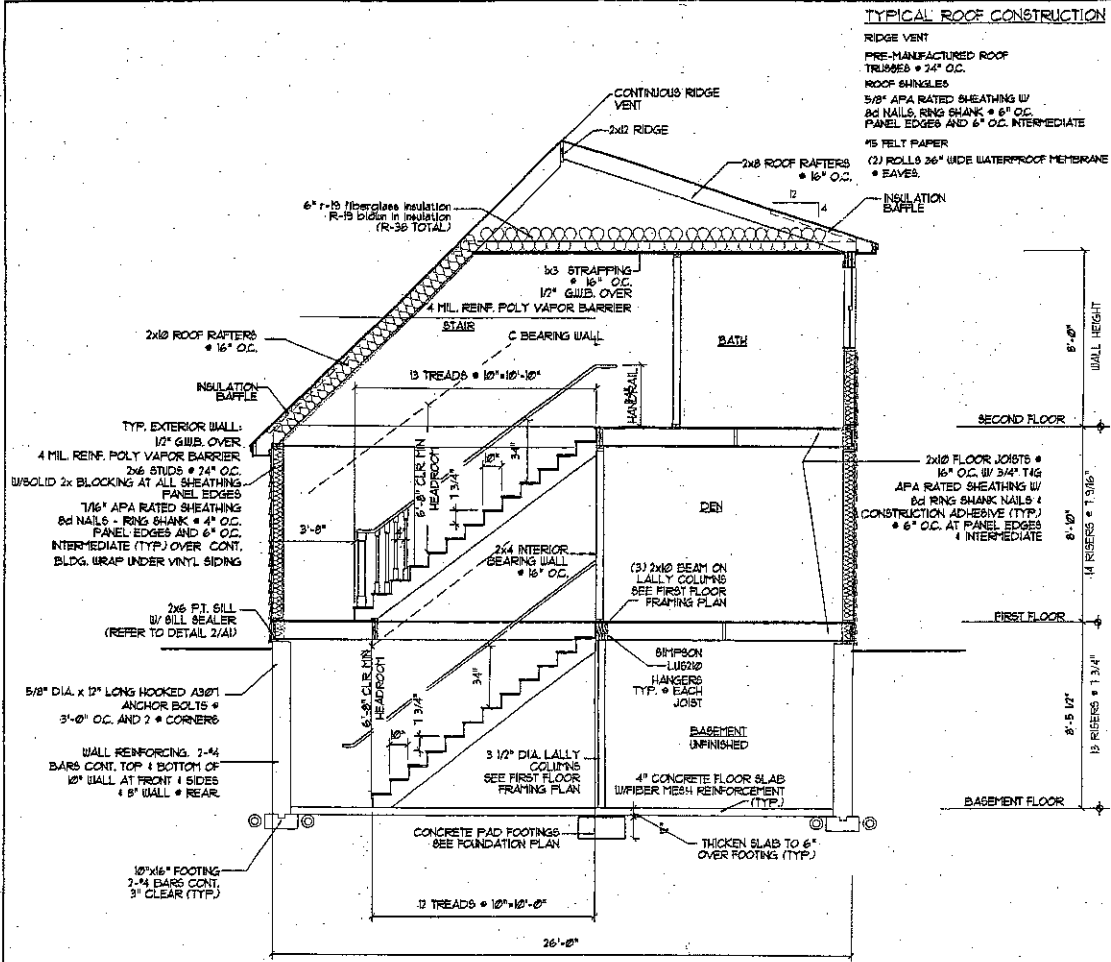 TYPICAL ROOF CONSTRUCTION
RIDGE VENT
PRE-MANUFACTURED ROOF
TRUSSES @ 24" O.C.
ROOF SHINGLES
5/8" APA RATED SHEATHING W/
8d NAILS, RING SHANK @ 6" O.C.
PANEL EDGES AND 6" O.C. INTERMEDIATE
#15 FELT PAPER
(2) ROLLS 36" WIDE WATERPROOF MEMBRANE
@ EAVES.
CONTINUOUS RIDGE
VENT
2x12 RIDGE
2x8 ROOF RAFTERS
@ 16" O.C.
12
4
INSULATION
BAFFLE
6" r-19 fiberglass insulation
R-19 blown in insulation
(R-38 TOTAL)
1x3 STRAPPING
@ 16" O.C.
1/2" G.W.B. OVER
4 MIL. REINF. POLY VAPOR BARRIER
STAIR
C BEARING WALL
BATH
2x10 ROOF RAFTERS
@ 16" O.C.
13 TREADS @ 10"=10'-10"
HANDRAIL
8'-0"
WALL HEIGHT
INSULATION
BAFFLE
SECOND FLOOR
TYP. EXTERIOR WALL:
1/2" G.W.B. OVER
4 MIL. REINF. POLY VAPOR BARRIER
2x6 STUDS @ 24" O.C.
W/SOLID 2x BLOCKING AT ALL SHEATHING
PANEL EDGES
7/16" APA RATED SHEATHING
8d NAILS - RING SHANK @ 4" O.C.
PANEL EDGES AND 6" O.C.
INTERMEDIATE (TYP.) OVER CONT.
BLDG. WRAP UNDER VINYL SIDING
6'-8" CLR MIN
HEADROOM
34"
10"
7 3/4"
3'-8"
DEN
2x10 FLOOR JOISTS @
16" O.C. W/ 3/4" T&G
APA RATED SHEATHING W/
8d RING SHANK NAILS &
CONSTRUCTION ADHESIVE (TYP.)
@ 6" O.C. AT PANEL EDGES
& INTERMEDIATE
8'-10"
14 RISERS @ 7 9/16"
2x4 INTERIOR
BEARING WALL
@ 16" O.C.
(3) 2x10 BEAM ON
LALLY COLUMNS
SEE FIRST FLOOR
FRAMING PLAN
2x6 P.T. SILL
W/ SILL SEALER
(REFER TO DETAIL 2/A1)
FIRST FLOOR
6'-8" CLR MIN
HEADROOM
34"
10"
7 3/4"
SIMPSON
LUS210
HANGERS
TYP. @ EACH
JOIST
5/8" DIA. x 12" LONG HOOKED A307
ANCHOR BOLTS @
3'-0" O.C. AND 2 @ CORNERS
BASEMENT
UNFINISHED
8'-5 1/2"
13 RISERS @ 7 3/4"
WALL REINFORCING. 2-#4
BARS CONT. TOP & BOTTOM OF
10" WALL AT FRONT & SIDES
& 8" WALL @ REAR.
3 1/2" DIA. LALLY
COLUMNS
SEE FIRST FLOOR
FRAMING PLAN
4" CONCRETE FLOOR SLAB
W/FIBER MESH REINFORCEMENT
(TYP.)
BASEMENT FLOOR
CONCRETE PAD FOOTINGS
SEE FOUNDATION PLAN
THICKEN SLAB TO 6"
OVER FOOTING (TYP.)
10"x16" FOOTING
2-#4 BARS CONT.
3" CLEAR (TYP.)
12 TREADS @ 10"=10'-0"
26'-0"